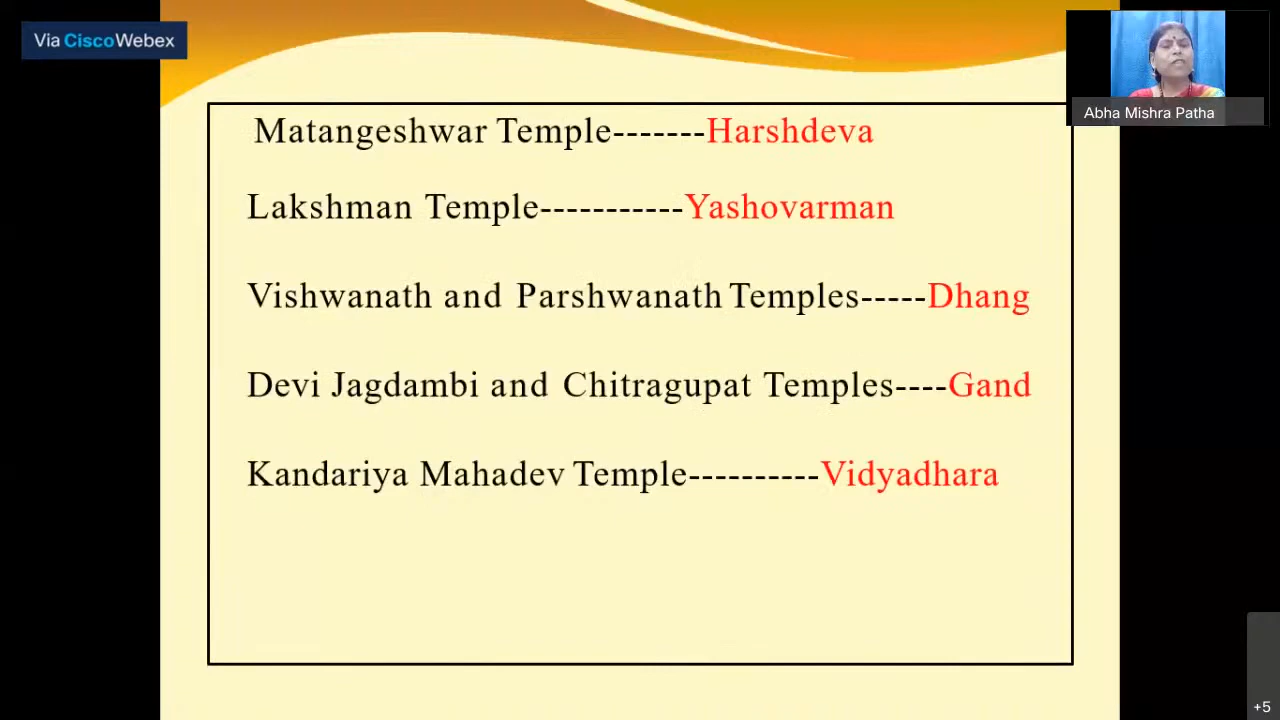 Via CiscoWebex
Abha Mishra Patha
Matangeshwar Temple-------Harshdeva
Lakshman Temple-----------Yashovarman
Vishwanath and Parshwanath Temples-----Dhang
Devi Jagdambi and Chitragupat Temples----Gand
Kandariya Mahadev Temple----------Vidyadhara
+5